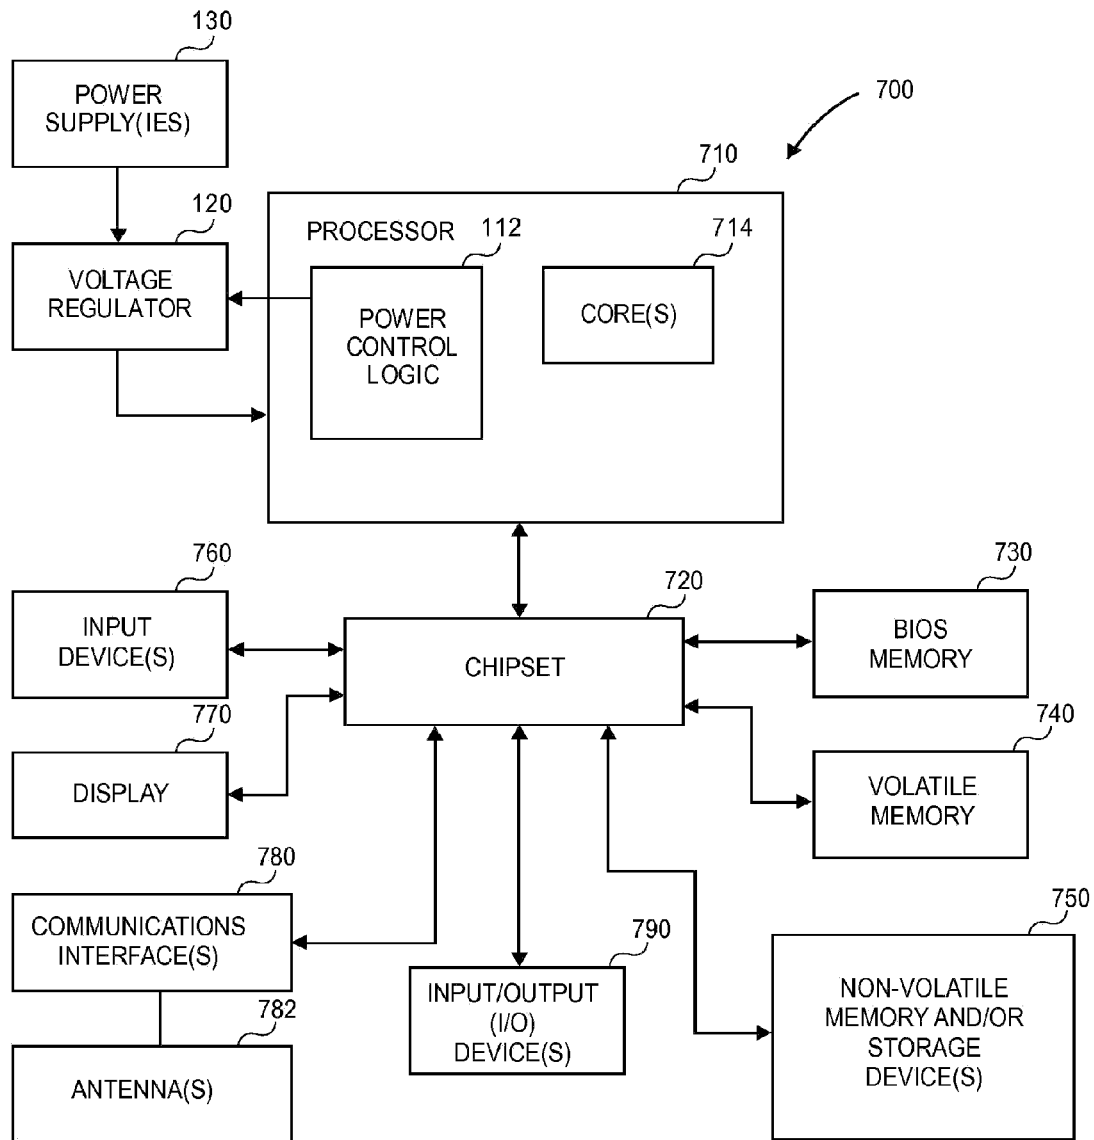 130
POWER
SUPPLY(IES)
700
710
120
PROCESSOR
112
714
VOLTAGE
REGULATOR
POWER
CONTROL
LOGIC
CORE(S)
760
720
730
INPUT
DEVICE(S)
CHIPSET
BIOS
MEMORY
770
740
DISPLAY
VOLATILE
MEMORY
780
COMMUNICATIONS
INTERFACE(S)
790
750
INPUT/OUTPUT
(I/O)
DEVICE(S)
NON-VOLATILE
MEMORY AND/OR
STORAGE
DEVICE(S)
782
ANTENNA(S)